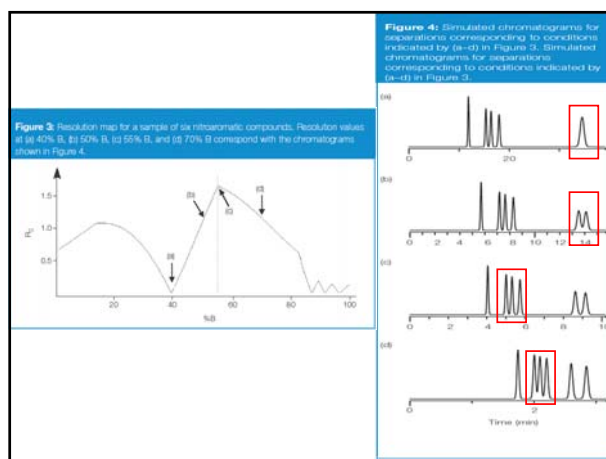 Figure 3: Resolution map for a sample of six nitroaromatic compounds. Resolution values
at (a) 40% B, (b) 50% B, (c) 55% B, and (d) 70% B correspond with the chromatograms
shown in Figure 4.
1.5
1.0
0.5
(b)
(d)
(c)
(a)
20
40
60
80
100
%B
Figure 4: Simulated chromatograms for
separations corresponding to conditions
indicated by (a–d) in Figure 3. Simulated
chromatograms for separations
corresponding to conditions indicated by
(a–d) in Figure 3.
(a)
0 20
(b)
0 2 4 6 8 10 12 14
(c)
0 2 4 6 8 10
(d)
0 2
Time (min)